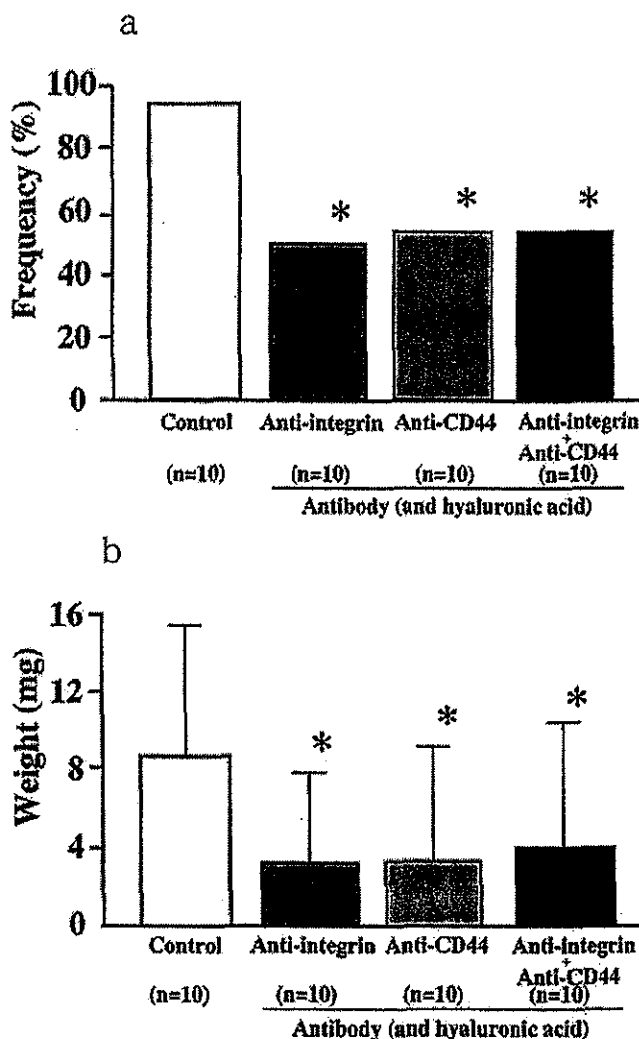 a
Frequency (%)
100
80
60
40
20
0
* * *
Control Anti-integrin Anti-CD44 Anti-integrin
+
Anti-CD44
(n=10) (n=10) (n=10) (n=10)
Antibody (and hyaluronic acid)
b
Weight (mg)
16
12
8
4
0
* * *
Control Anti-integrin Anti-CD44 Anti-integrin
+
Anti-CD44
(n=10) (n=10) (n=10) (n=10)
Antibody (and hyaluronic acid)